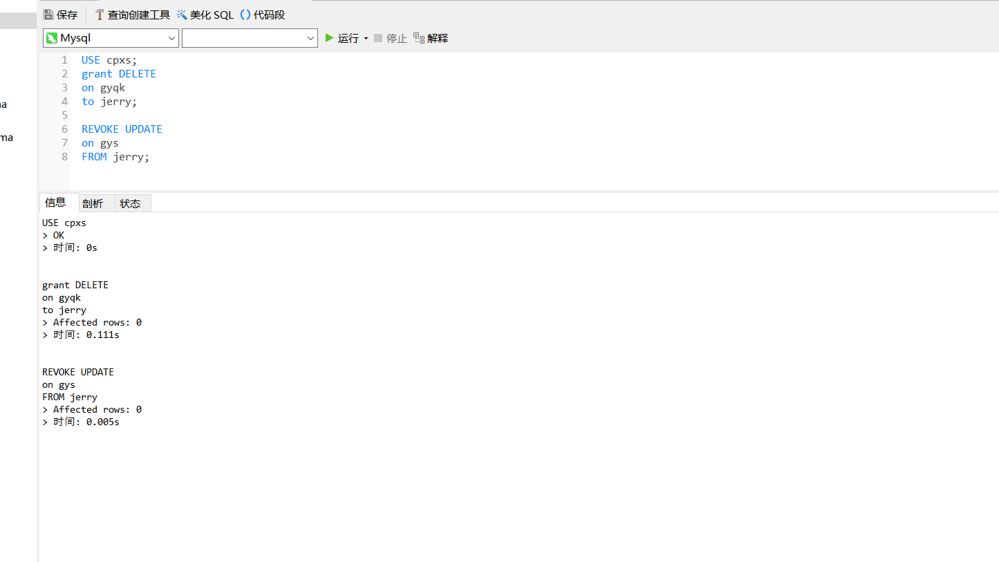 保存 查询创建工具 美化 SQL 代码段
Mysql 运行 停止 解释
1 USE cpxs;
2 grant DELETE
3 on gyqk
4 to jerry;
5
6 REVOKE UPDATE
7 on gys
8 FROM jerry;
na
ma
信息 剖析 状态
USE cpxs
> OK
> 时间: 0s
grant DELETE
on gyqk
to jerry
> Affected rows: 0
> 时间: 0.111s
REVOKE UPDATE
on gys
FROM jerry
> Affected rows: 0
> 时间: 0.005s